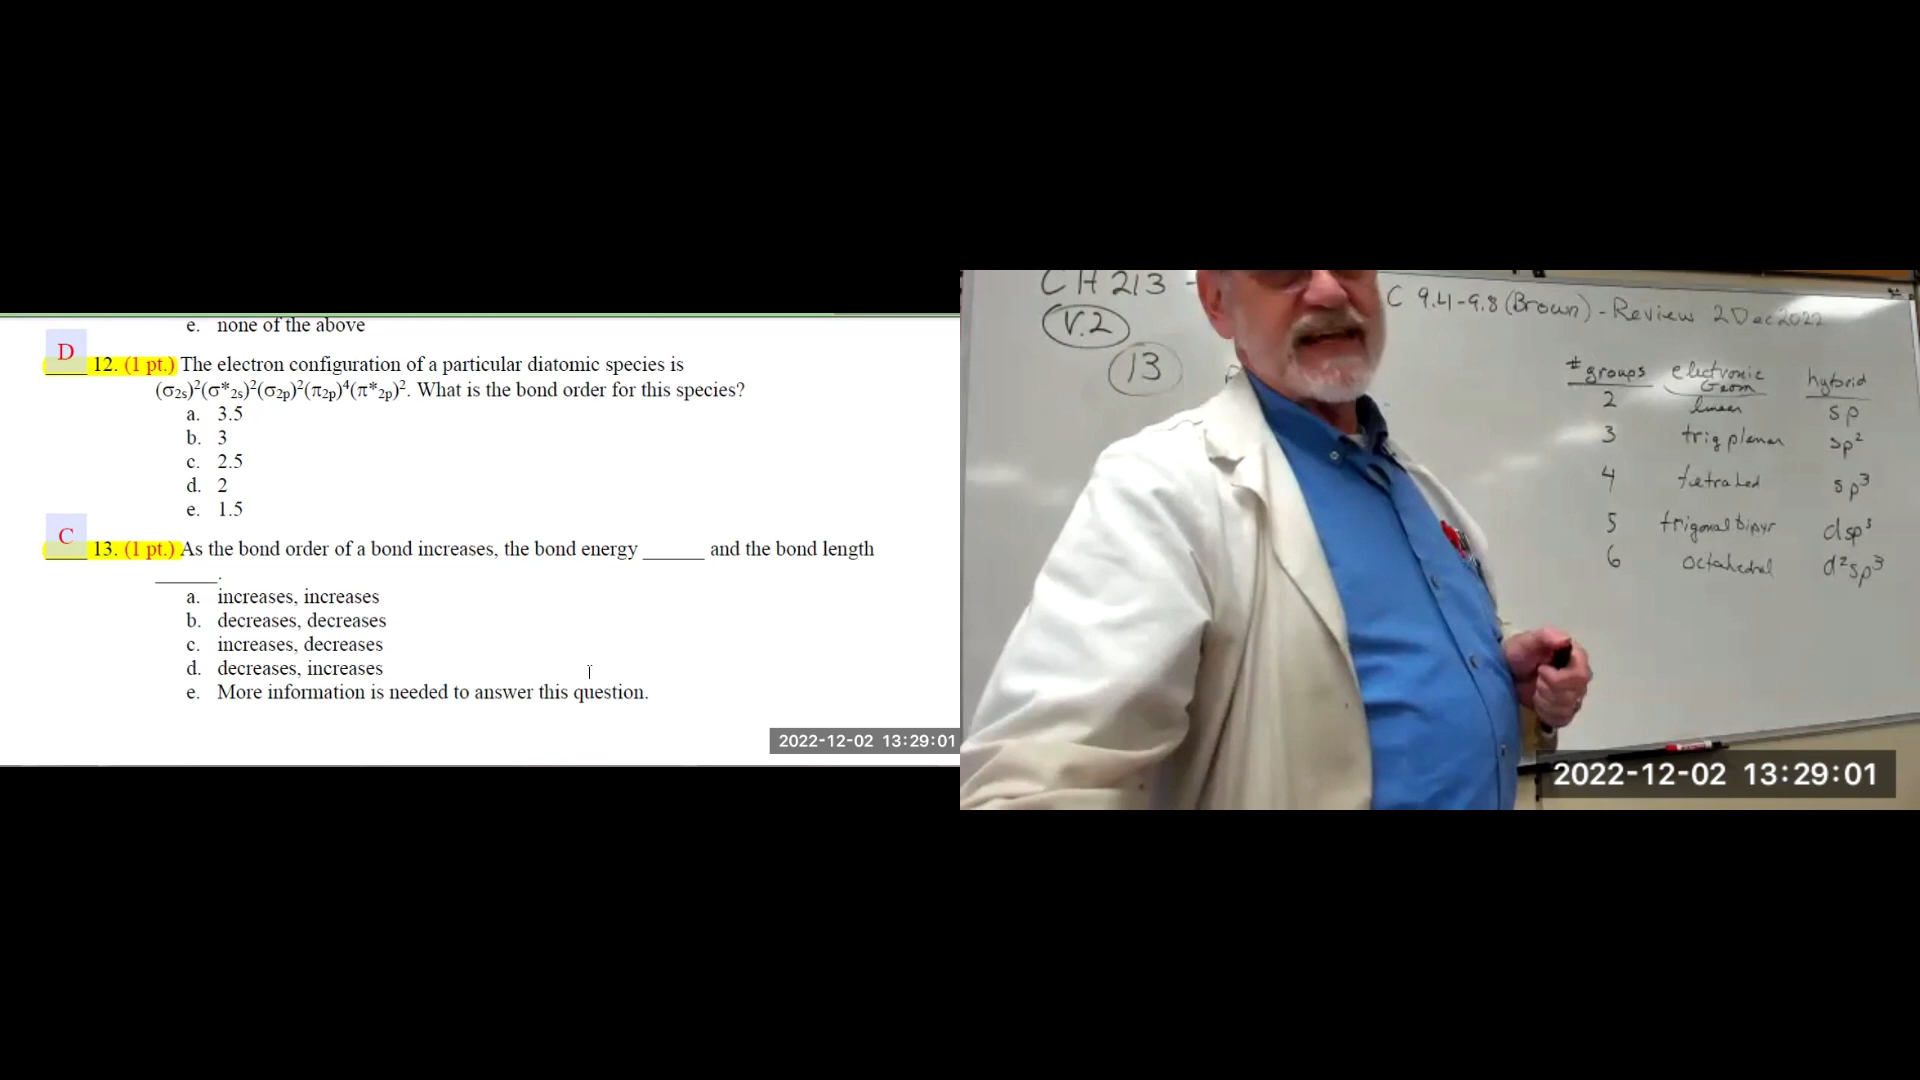 e. none of the above
D
12. (1 pt.) The electron configuration of a particular diatomic species is
(σ2s)²(σ*2s)²(σ2p)²(π2p)⁴(π*2p)². What is the bond order for this species?
a. 3.5
b. 3
c. 2.5
d. 2
e. 1.5
C
13. (1 pt.) As the bond order of a bond increases, the bond energy ______ and the bond length
______.
a. increases, increases
b. decreases, decreases
c. increases, decreases
d. decreases, increases
e. More information is needed to answer this question.
2022-12-02 13:29:01
CH 213 -
C 9.4-9.8 (Brown) - Review 2 Dec 2022
V.2
13
# groups electronic Geom hybrid
2 linear sp
3 trig planar sp²
4 tetrahed sp³
5 trigonal bipyr dsp³
6 octahedral d²sp³
2022-12-02 13:29:01